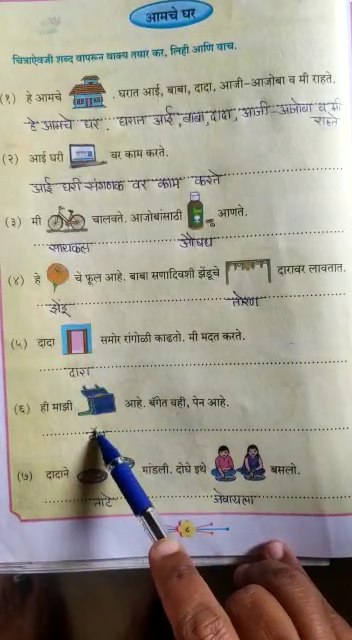 आमचे घर
चित्राऐवजी शब्द वापरून वाक्य तयार कर, लिही आणि वाच.
(१) हे आमचे . घरात आई, बाबा, दादा, आजी-आजोबा व मी राहते.
हे आमचे घर. घरात आई, बाबा, दादा, आजी-आजोबा व मी
राहते
(२) आई घरी वर काम करते.
आई घरी संगणक वर काम करते
(३) मी चालवते. आजोबांसाठी आणते.
सायकल औषध
(४) हे चे फूल आहे. बाबा सणादिवशी झेंडूचे दारावर लावतात.
झेंडू तोरण
(५) दादा समोर रांगोळी काढतो. मी मदत करते.
दारा
(६) ही माझी आहे. बॅगेत वही, पेन आहे.
(७) दादाने मांडली. दोघे इथे बसलो.
ताटे जेवायला